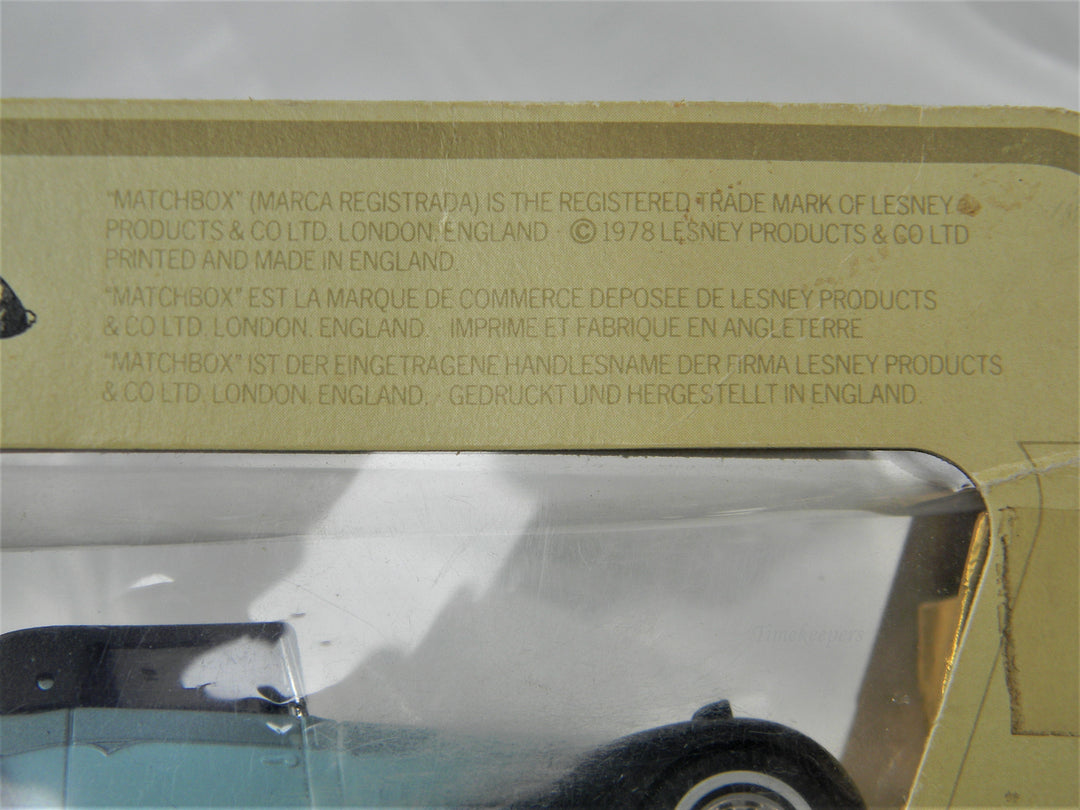 "MATCHBOX" (MARCA REGISTRADA) IS THE REGISTERED TRADE MARK OF LESNEY
PRODUCTS & CO LTD. LONDON. ENGLAND · © 1978 LESNEY PRODUCTS & CO LTD
PRINTED AND MADE IN ENGLAND.
"MATCHBOX" EST LA MARQUE DE COMMERCE DEPOSEE DE LESNEY PRODUCTS
& CO LTD. LONDON. ENGLAND. IMPRIME ET FABRIQUE EN ANGLETERRE
"MATCHBOX" IST DER EINGETRAGENE HANDLESNAME DER FIRMA LESNEY PRODUCTS
& CO LTD. LONDON. ENGLAND. · GEDRUCKT UND HERGESTELLT IN ENGLAND.
Timekeepers